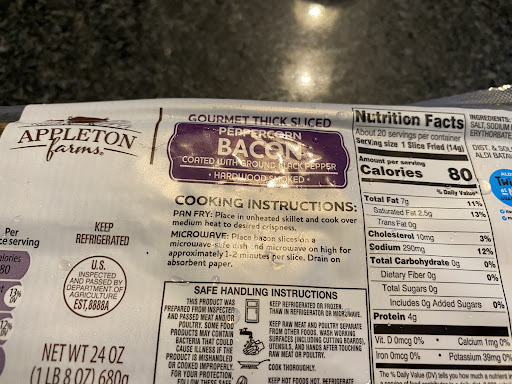 APPLETON
farms®
GOURMET THICK SLICED
PEPPERCORN
BACON
COATED WITH GROUND BLACK PEPPER
• HARDWOOD SMOKED •
COOKING INSTRUCTIONS:
PAN FRY: Place in unheated skillet and cook over
medium heat to desired crispness.
MICROWAVE: Place bacon slices on a
microwave-safe dish and microwave on high for
approximately 1-2 minutes per slice. Drain on
absorbent paper.
Per
serving
calories
80
KEEP
REFRIGERATED
U.S.
INSPECTED
AND PASSED BY
DEPARTMENT OF
AGRICULTURE
EST. 8888A
NET WT 24 OZ
(1 LB 8 OZ) 680g
SAFE HANDLING INSTRUCTIONS
THIS PRODUCT WAS
PREPARED FROM INSPECTED
AND PASSED MEAT AND/OR
POULTRY. SOME FOOD
PRODUCTS MAY CONTAIN
BACTERIA THAT COULD
CAUSE ILLNESS IF THE
PRODUCT IS MISHANDLED
OR COOKED IMPROPERLY.
FOR YOUR PROTECTION,
FOLLOW THESE SAFE
KEEP REFRIGERATED OR FROZEN.
THAW IN REFRIGERATOR OR MICROWAVE.
KEEP RAW MEAT AND POULTRY SEPARATE
FROM OTHER FOODS. WASH WORKING
SURFACES (INCLUDING CUTTING BOARDS),
UTENSILS, AND HANDS AFTER TOUCHING
RAW MEAT OR POULTRY.
COOK THOROUGHLY.
KEEP HOT FOODS HOT. REFRIGERATE
Nutrition Facts
About 20 servings per container
Serving size 1 Slice Fried (14g)
Amount per serving
Calories 80
% Daily Value*
Total Fat 7g 11%
Saturated Fat 2.5g 13%
Trans Fat 0g
Cholesterol 10mg 3%
Sodium 290mg 12%
Total Carbohydrate 0g 0%
Dietary Fiber 0g 0%
Total Sugars 0g
Includes 0g Added Sugars 0%
Protein 4g
Vit. D 0mcg 0% • Calcium 1mg 0%
Iron 0mcg 0% • Potassium 39mg 0%
*The % Daily Value (DV) tells you how much a nutrient in
INGREDIENTS:
SALT, SODIUM
ERYTHORBATE
DIST. & SOL
ALDI BATAV